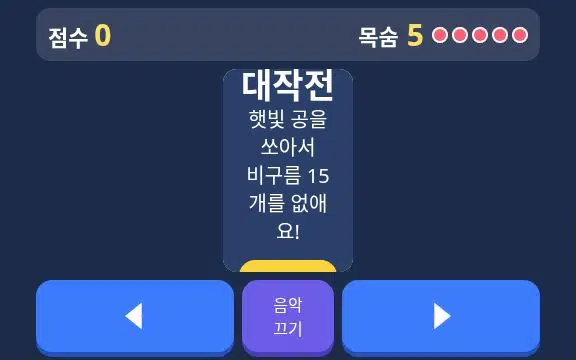 점수 0
목숨 5
대작전
햇빛 공을
쏘아서
비구름 15
개를 없애
요!
음악
끄기